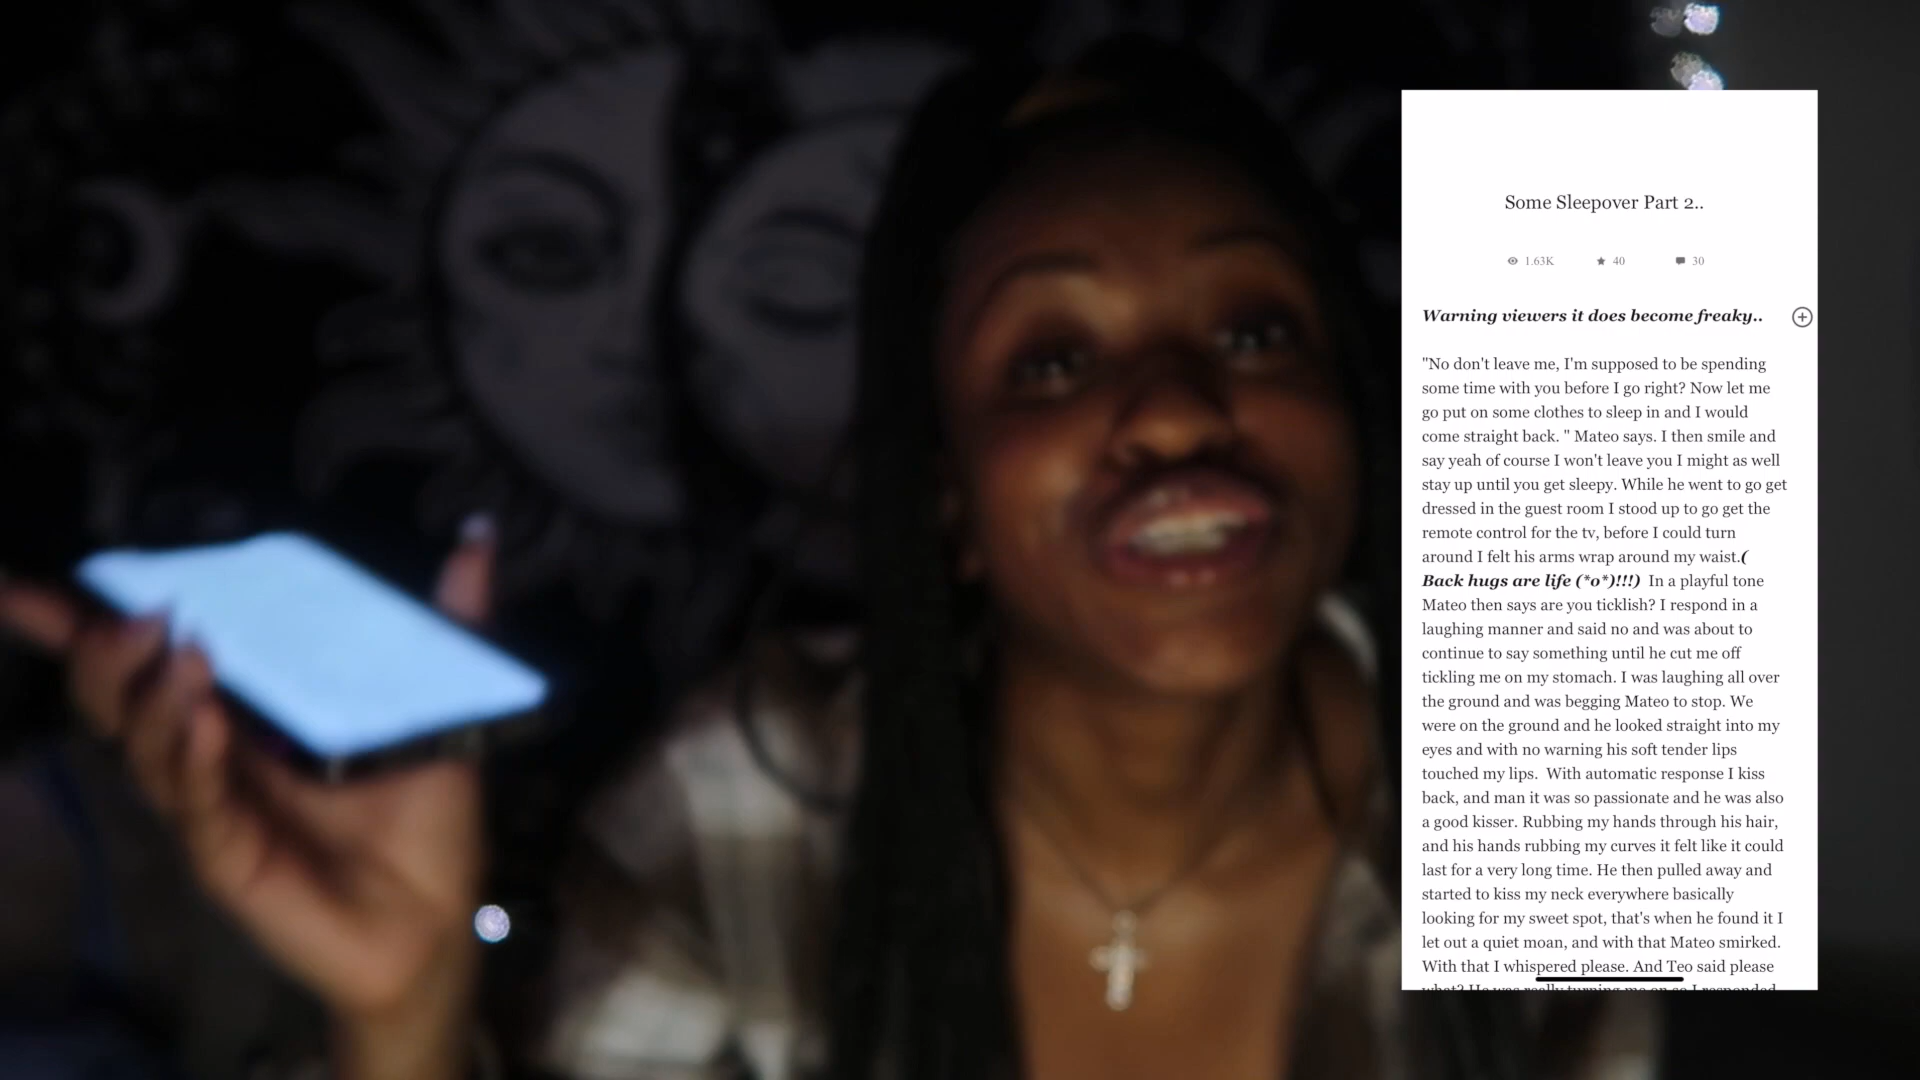 Some Sleepover Part 2..
1.63K 40 30
Warning viewers it does become freaky..
"No don't leave me, I'm supposed to be spending
some time with you before I go right? Now let me
go put on some clothes to sleep in and I would
come straight back. " Mateo says. I then smile and
say yeah of course I won't leave you I might as well
stay up until you get sleepy. While he went to go get
dressed in the guest room I stood up to go get the
remote control for the tv, before I could turn
around I felt his arms wrap around my waist.(
Back hugs are life (*o*)!!!) In a playful tone
Mateo then says are you ticklish? I respond in a
laughing manner and said no and was about to
continue to say something until he cut me off
tickling me on my stomach. I was laughing all over
the ground and was begging Mateo to stop. We
were on the ground and he looked straight into my
eyes and with no warning his soft tender lips
touched my lips. With automatic response I kiss
back, and man it was so passionate and he was also
a good kisser. Rubbing my hands through his hair,
and his hands rubbing my curves it felt like it could
last for a very long time. He then pulled away and
started to kiss my neck everywhere basically
looking for my sweet spot, that's when he found it I
let out a quiet moan, and with that Mateo smirked.
With that I whispered please. And Teo said please
what? He was really turning me on so I responded